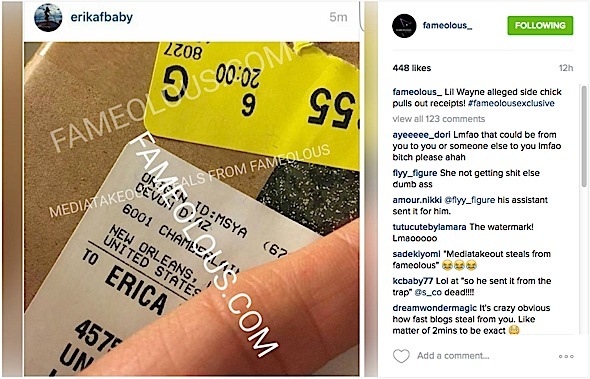 erikafbaby
5m
8027
20:00
G
6
55
FAMEOLOUS.COM
FAMEOLOUS.COM
MEDIATAKEOUT STEALS FROM FAMEOLOUS
ORIGIN ID:MSYA
(67
6001
NEW ORLEANS,
UNITED STATES
TO
ERICA
4575
UN
fameolous_
FOLLOWING
448 likes
12h
fameolous_ Lil Wayne alleged side chick
pulls out receipts! #fameolousexclusive
view all 123 comments
ayeeeee_dori Lmfao that could be from
you to you or someone else to you lmfao
bitch please ahah
flyy_figure She not getting shit else
dumb ass
amour.nikki @flyy_figure his assistant
sent it for him.
tutucutebylamara The watermark!
Lmaooooo
sadekiyomi "Mediatakeout steals from
fameolous" 😂😂😂
kcbaby77 Lol at "so he sent it from the
trap" @s_co dead!!!!
dreamwondermagic It's crazy obvious
how fast blogs steal from you. Like
matter of 2mins to be exact 😳
Add a comment...